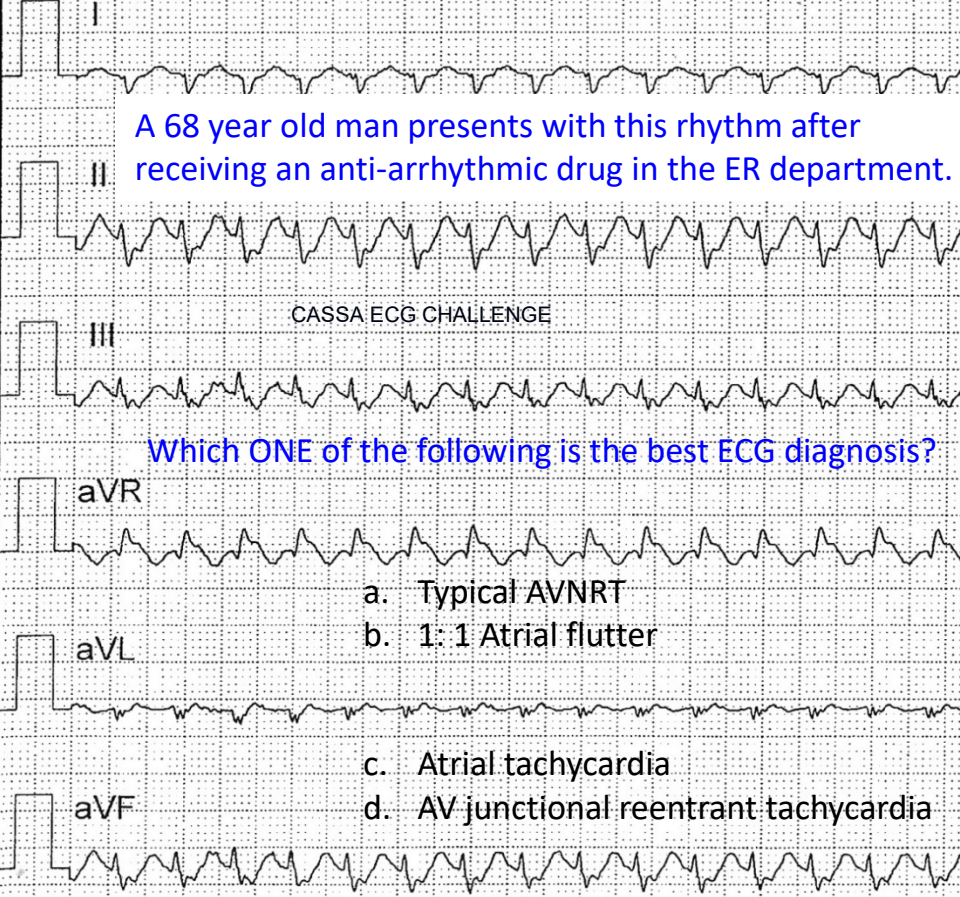 I
A 68 year old man presents with this rhythm after
receiving an anti-arrhythmic drug in the ER department.
II
CASSA ECG CHALLENGE
III
Which ONE of the following is the best ECG diagnosis?
aVR
a. Typical AVNRT
b. 1: 1 Atrial flutter
aVL
c. Atrial tachycardia
d. AV junctional reentrant tachycardia
aVF